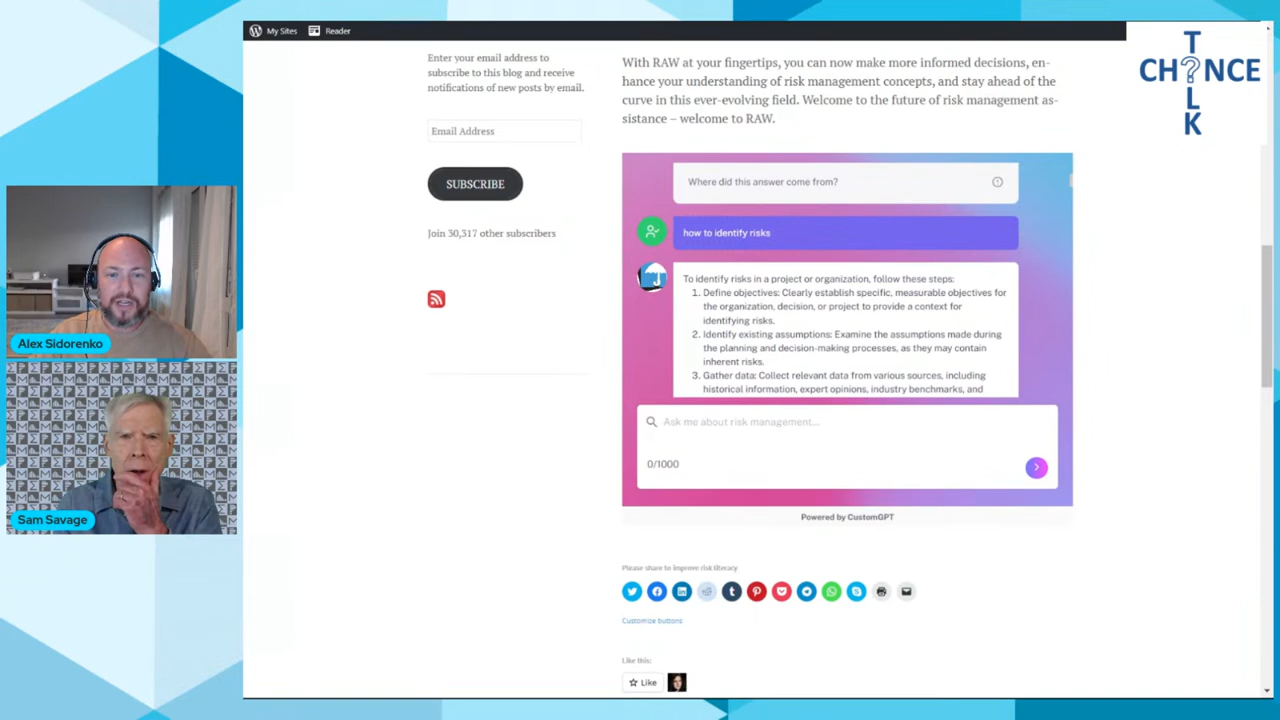 My Sites
Reader
T
CH?NCE
L
K
Enter your email address to
subscribe to this blog and receive
notifications of new posts by email.
Email Address
SUBSCRIBE
Join 30,317 other subscribers
With RAW at your fingertips, you can now make more informed decisions, en-
hance your understanding of risk management concepts, and stay ahead of the
curve in this ever-evolving field. Welcome to the future of risk management as-
sistance – welcome to RAW.
Where did this answer come from?
how to identify risks
To identify risks in a project or organization, follow these steps:
1. Define objectives: Clearly establish specific, measurable objectives for
the organization, decision, or project to provide a context for
identifying risks.
2. Identify existing assumptions: Examine the assumptions made during
the planning and decision-making processes, as they may contain
inherent risks.
3. Gather data: Collect relevant data from various sources, including
historical information, expert opinions, industry benchmarks, and
Ask me about risk management...
0/1000
Powered by CustomGPT
Please share to improve risk literacy
Customize buttons
Like this:
Like
Alex Sidorenko
Sam Savage